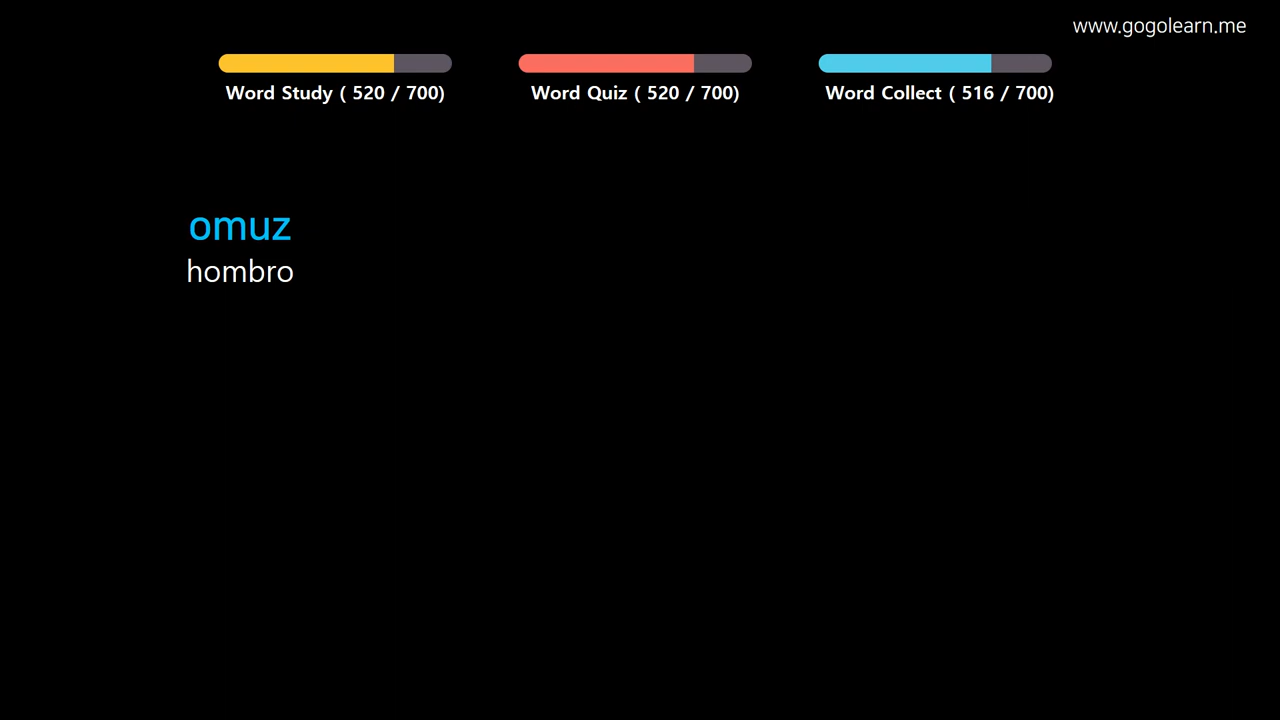 www.gogolearn.me
Word Study ( 520 / 700)
Word Quiz ( 520 / 700)
Word Collect ( 516 / 700)
omuz
hombro